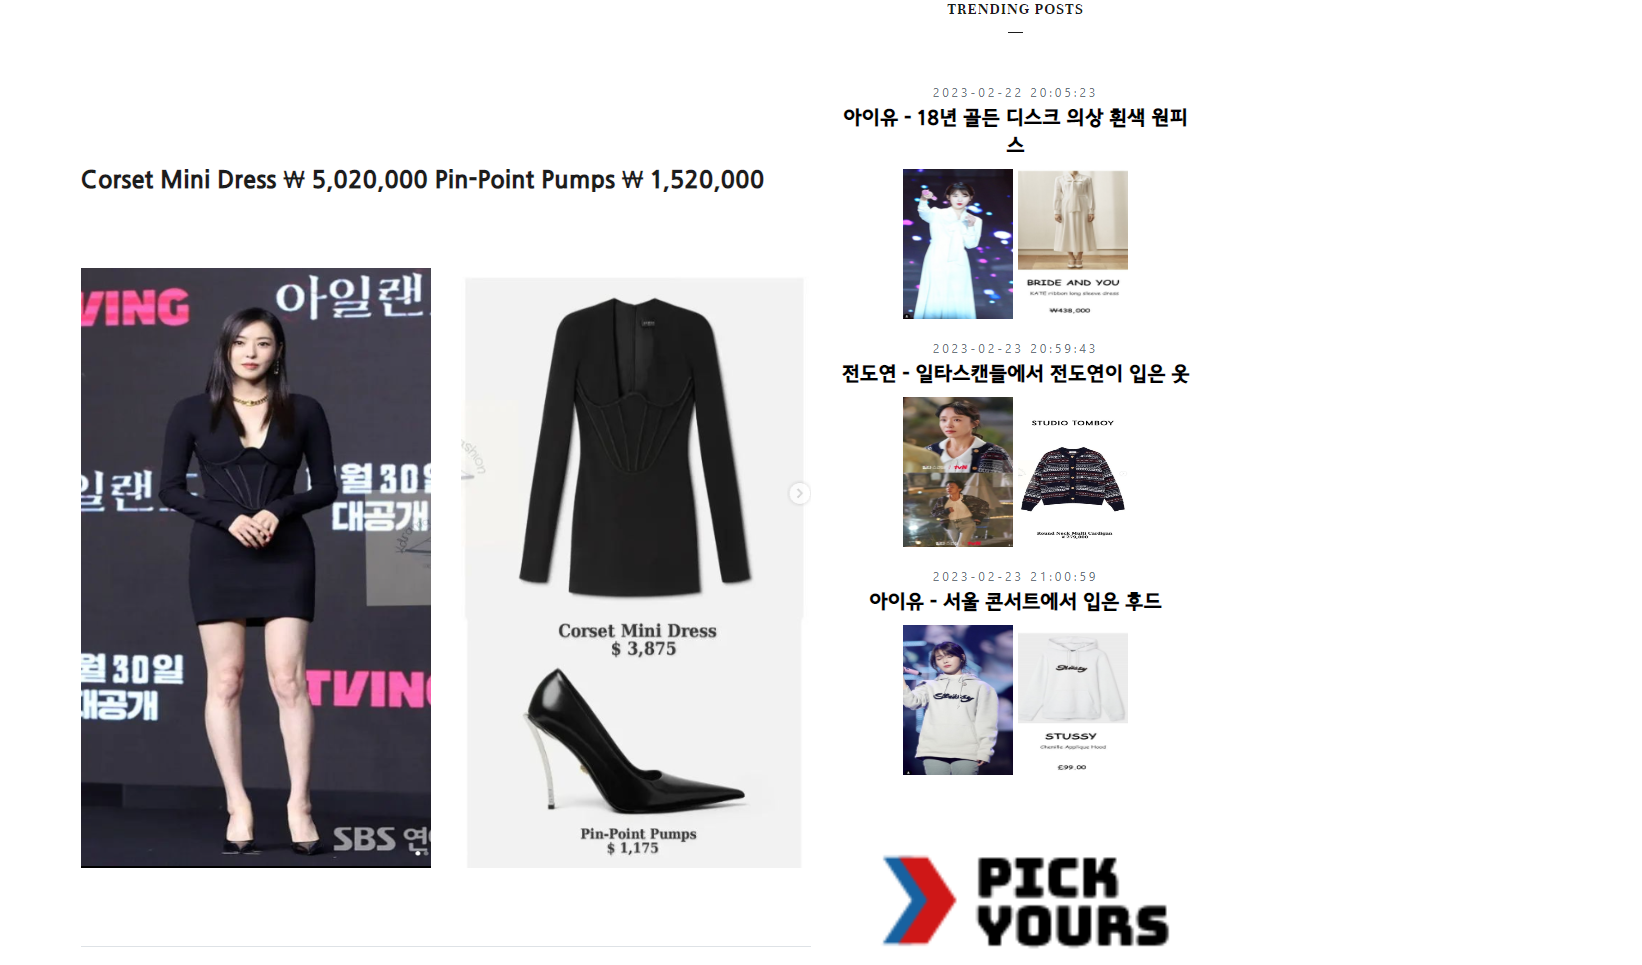 TRENDING POSTS
2023-02-22 20:05:23
아이유 - 18년 골든 디스크 의상 흰색 원피
스
BRIDE AND YOU
KATE ribbon long sleeve dress
₩438,000
2023-02-23 20:59:43
전도연 - 일타스캔들에서 전도연이 입은 옷
tvN
STUDIO TOMBOY
Round Neck Multi Cardigan
2023-02-23 21:00:59
아이유 - 서울 콘서트에서 입은 후드
Stüssy
Stüssy
STUSSY
Chenille Applique Hood
£99.00
PICK
YOURS
Corset Mini Dress ₩ 5,020,000 Pin-Point Pumps ₩ 1,520,000
VING
아일랜
일랜
월 30일
대공개
월 30일
대공개
TVING
SBS 연
Corset Mini Dress
$ 3,875
Pin-Point Pumps
$ 1,175